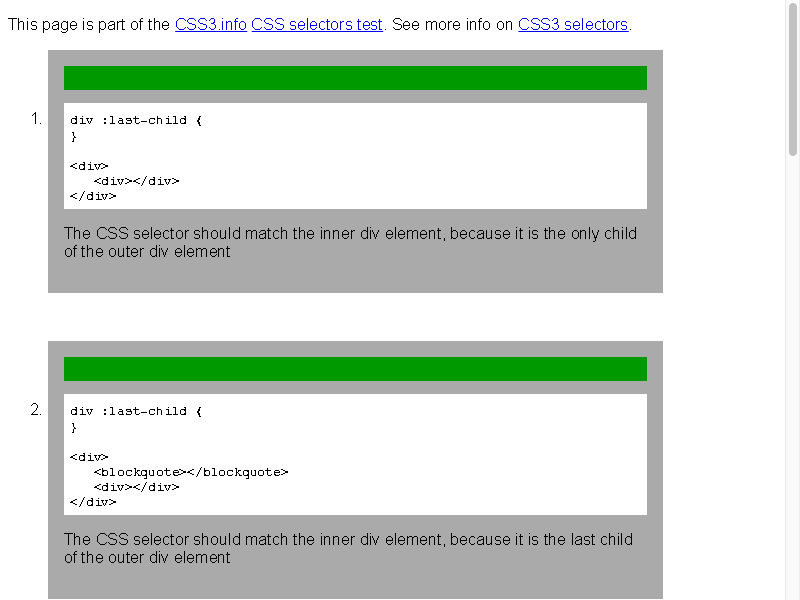 This page is part of the CSS3.info CSS selectors test. See more info on CSS3 selectors.
1.
div :last-child {
}
<div>
<div></div>
</div>
The CSS selector should match the inner div element, because it is the only child
of the outer div element
2.
div :last-child {
}
<div>
<blockquote></blockquote>
<div></div>
</div>
The CSS selector should match the inner div element, because it is the last child
of the outer div element